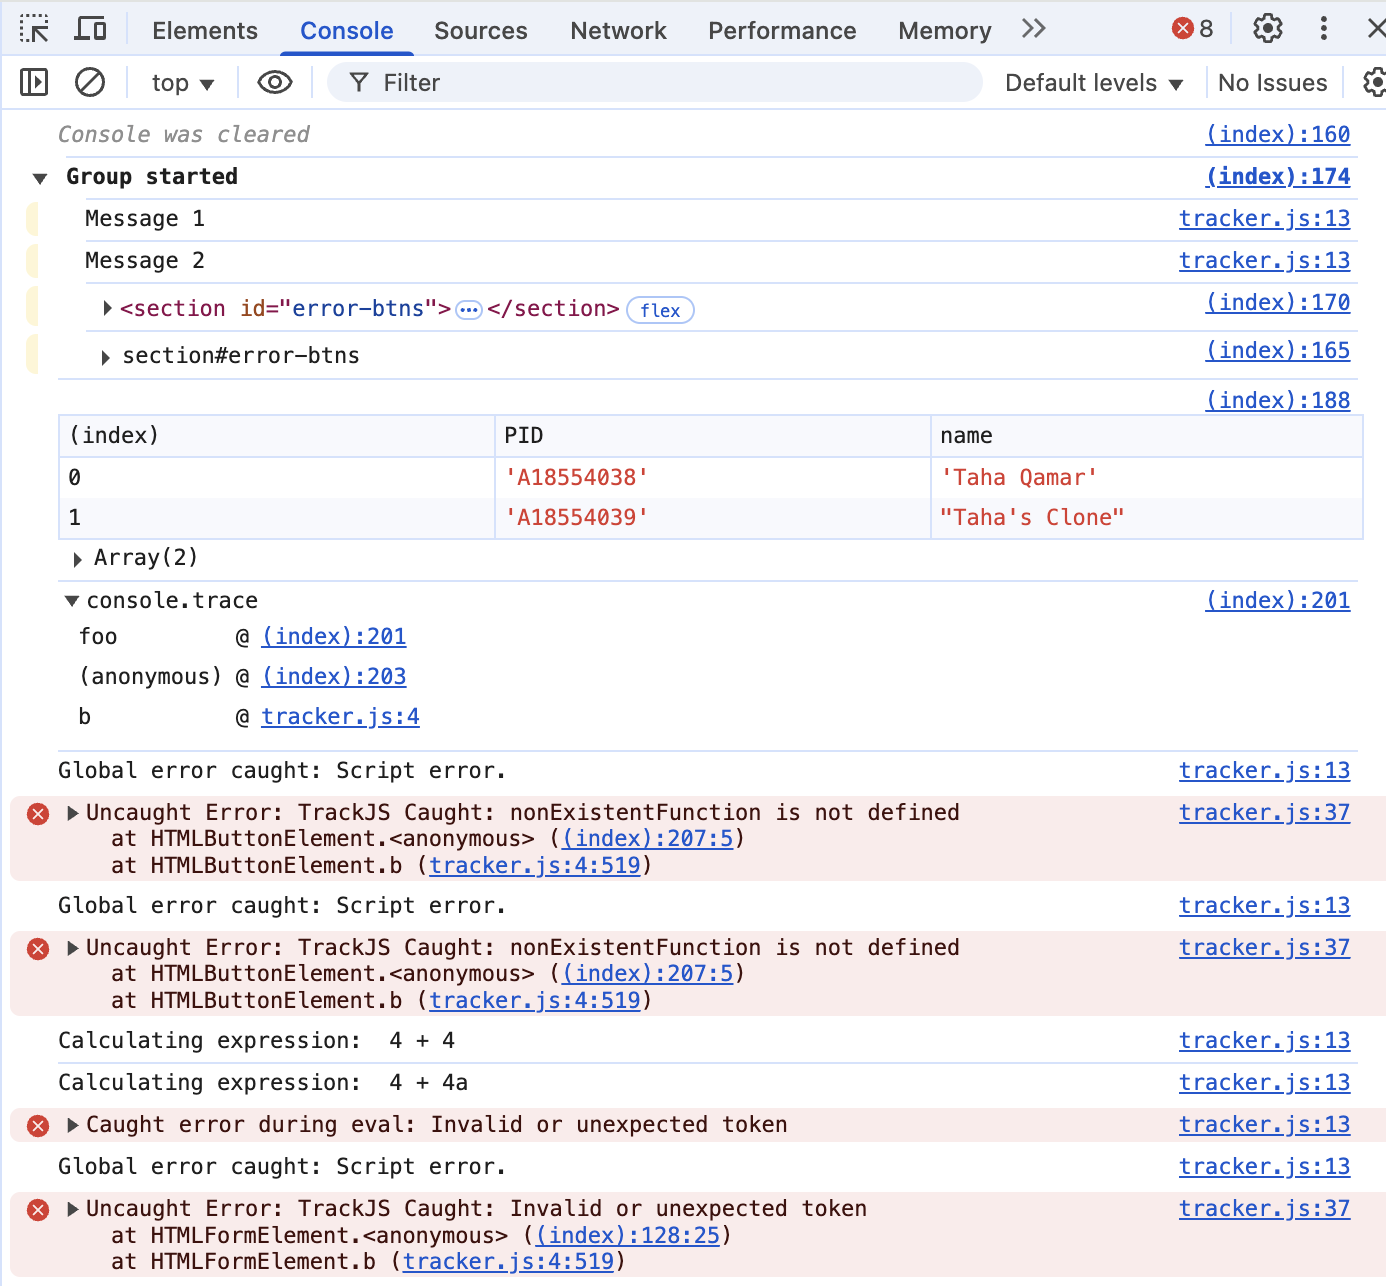 Elements Console Sources Network Performance Memory 8
top Filter Default levels No Issues
Console was cleared (index):160
Group started (index):174
Message 1 tracker.js:13
Message 2 tracker.js:13
<section id="error-btns">…</section> flex (index):170
section#error-btns (index):165
(index):188
(index) PID name
0 'A18554038' 'Taha Qamar'
1 'A18554039' "Taha's Clone"
Array(2)
console.trace (index):201
foo @ (index):201
(anonymous) @ (index):203
b @ tracker.js:4
Global error caught: Script error. tracker.js:13
Uncaught Error: TrackJS Caught: nonExistentFunction is not defined tracker.js:37
at HTMLButtonElement.<anonymous> ((index):207:5)
at HTMLButtonElement.b (tracker.js:4:519)
Global error caught: Script error. tracker.js:13
Uncaught Error: TrackJS Caught: nonExistentFunction is not defined tracker.js:37
at HTMLButtonElement.<anonymous> ((index):207:5)
at HTMLButtonElement.b (tracker.js:4:519)
Calculating expression:  4 + 4 tracker.js:13
Calculating expression:  4 + 4a tracker.js:13
Caught error during eval: Invalid or unexpected token tracker.js:13
Global error caught: Script error. tracker.js:13
Uncaught Error: TrackJS Caught: Invalid or unexpected token tracker.js:37
at HTMLFormElement.<anonymous> ((index):128:25)
at HTMLFormElement.b (tracker.js:4:519)